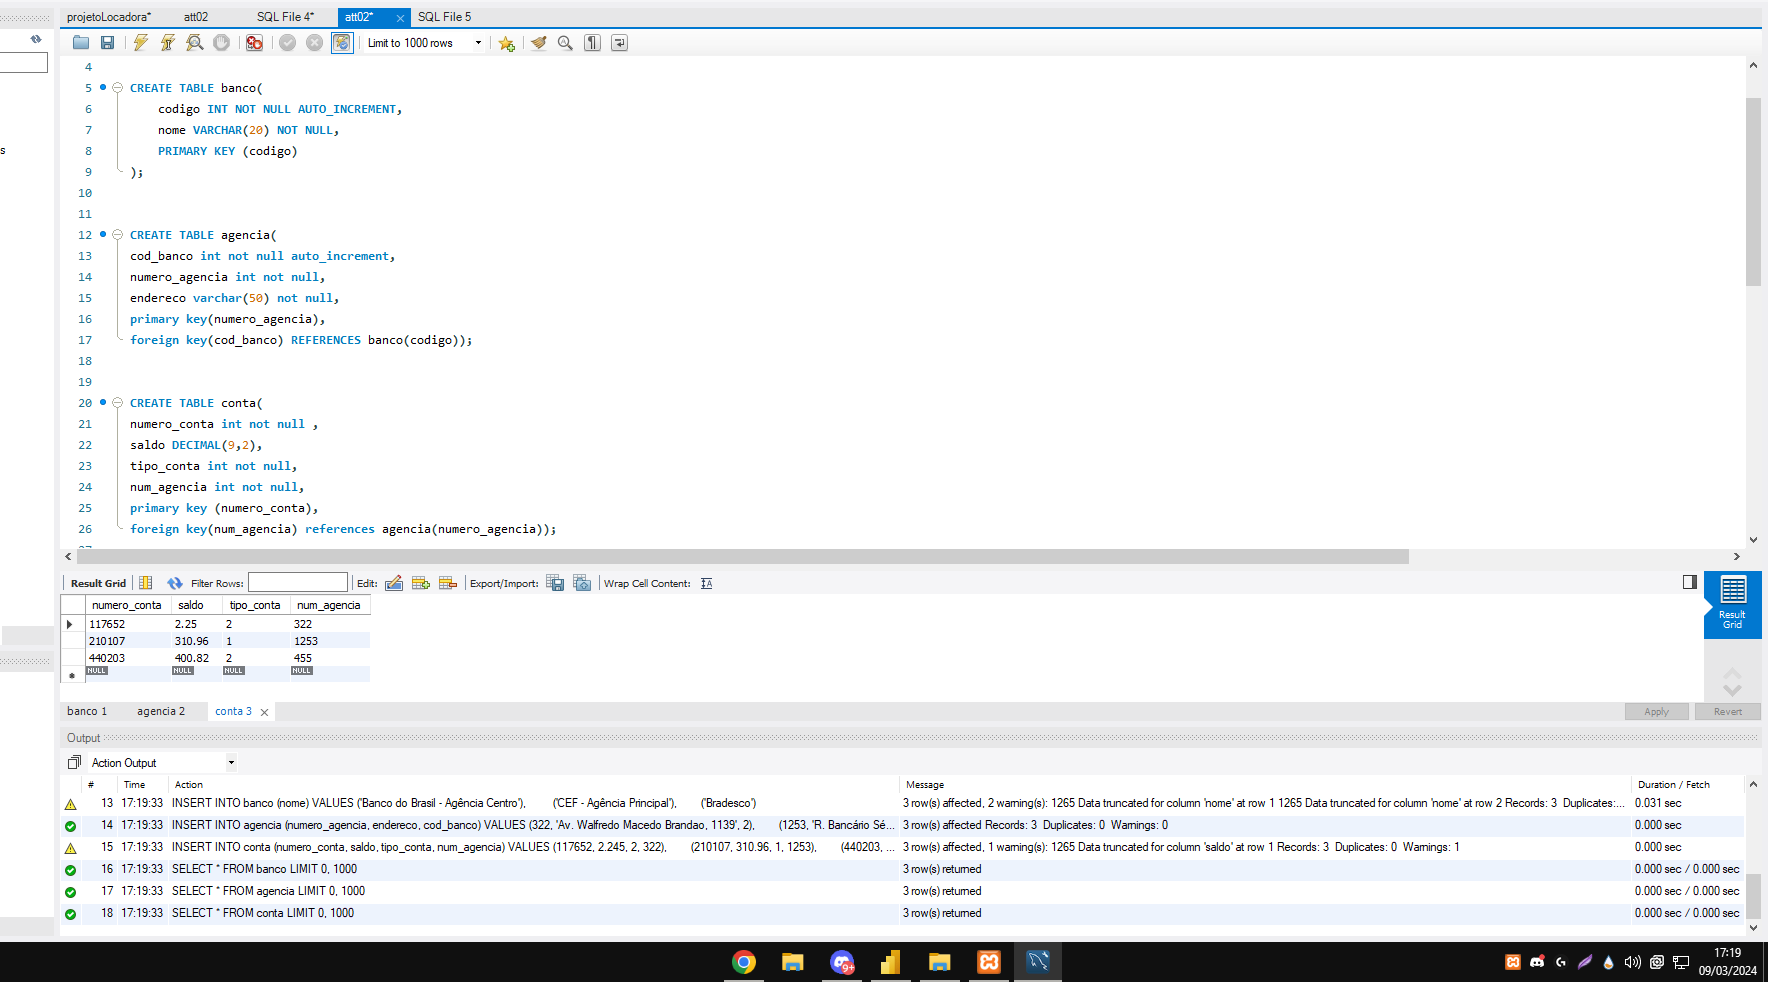 projetoLocadora* att02 SQL File 4* att02* SQL File 5
Limit to 1000 rows
s
4
5 CREATE TABLE banco(
6 codigo INT NOT NULL AUTO_INCREMENT,
7 nome VARCHAR(20) NOT NULL,
8 PRIMARY KEY (codigo)
9 );
10
11
12 CREATE TABLE agencia(
13 cod_banco int not null auto_increment,
14 numero_agencia int not null,
15 endereco varchar(50) not null,
16 primary key(numero_agencia),
17 foreign key(cod_banco) REFERENCES banco(codigo));
18
19
20 CREATE TABLE conta(
21 numero_conta int not null ,
22 saldo DECIMAL(9,2),
23 tipo_conta int not null,
24 num_agencia int not null,
25 primary key (numero_conta),
26 foreign key(num_agencia) references agencia(numero_agencia));
Result Grid Filter Rows: Edit: Export/Import: Wrap Cell Content:
numero_conta saldo tipo_conta num_agencia
117652 2.25 2 322
210107 310.96 1 1253
440203 400.82 2 455
NULL NULL NULL NULL
Result
Grid
banco 1 agencia 2 conta 3 Apply Revert
Output
Action Output
# Time Action Message Duration / Fetch
13 17:19:33 INSERT INTO banco (nome) VALUES ('Banco do Brasil - Agência Centro'), ('CEF - Agência Principal'), ('Bradesco') 3 row(s) affected, 2 warning(s): 1265 Data truncated for column 'nome' at row 1 1265 Data truncated for column 'nome' at row 2 Records: 3 Duplicates:... 0.031 sec
14 17:19:33 INSERT INTO agencia (numero_agencia, endereco, cod_banco) VALUES (322, 'Av. Walfredo Macedo Brandao, 1139', 2), (1253, 'R. Bancário Sé... 3 row(s) affected Records: 3 Duplicates: 0 Warnings: 0 0.000 sec
15 17:19:33 INSERT INTO conta (numero_conta, saldo, tipo_conta, num_agencia) VALUES (117652, 2.245, 2, 322), (210107, 310.96, 1, 1253), (440203, ... 3 row(s) affected, 1 warning(s): 1265 Data truncated for column 'saldo' at row 1 Records: 3 Duplicates: 0 Warnings: 1 0.000 sec
16 17:19:33 SELECT * FROM banco LIMIT 0, 1000 3 row(s) returned 0.000 sec / 0.000 sec
17 17:19:33 SELECT * FROM agencia LIMIT 0, 1000 3 row(s) returned 0.000 sec / 0.000 sec
18 17:19:33 SELECT * FROM conta LIMIT 0, 1000 3 row(s) returned 0.000 sec / 0.000 sec
9+
17:19
09/03/2024